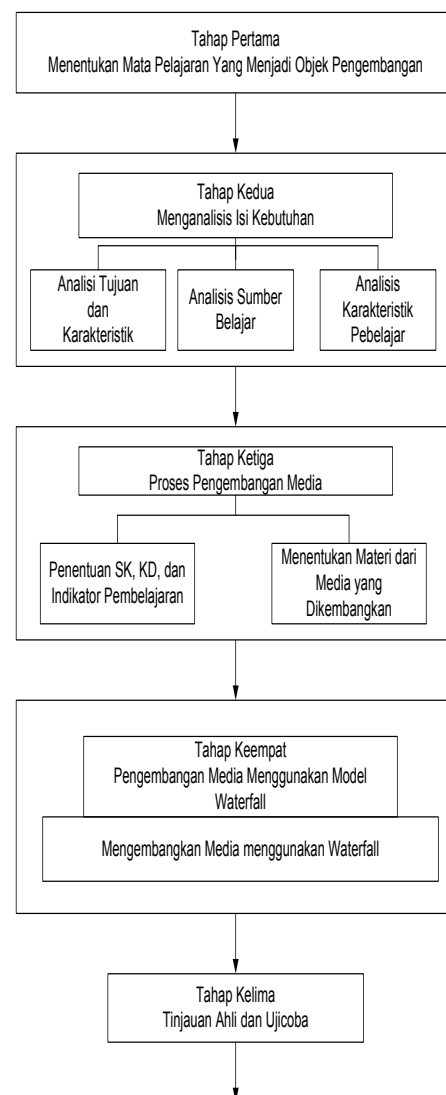 Tahap Pertama
Menentukan Mata Pelajaran Yang Menjadi Objek Pengembangan
Tahap Kedua
Menganalisis Isi Kebutuhan
Analisi Tujuan
dan
Karakteristik
Analisis Sumber
Belajar
Analisis
Karakteristik
Pebelajar
Tahap Ketiga
Proses Pengembangan Media
Penentuan SK, KD, dan
Indikator Pembelajaran
Menentukan Materi dari
Media yang
Dikembangkan
Tahap Keempat
Pengembangan Media Menggunakan Model
Waterfall
Mengembangkan Media menggunakan Waterfall
Tahap Kelima
Tinjauan Ahli dan Ujicoba